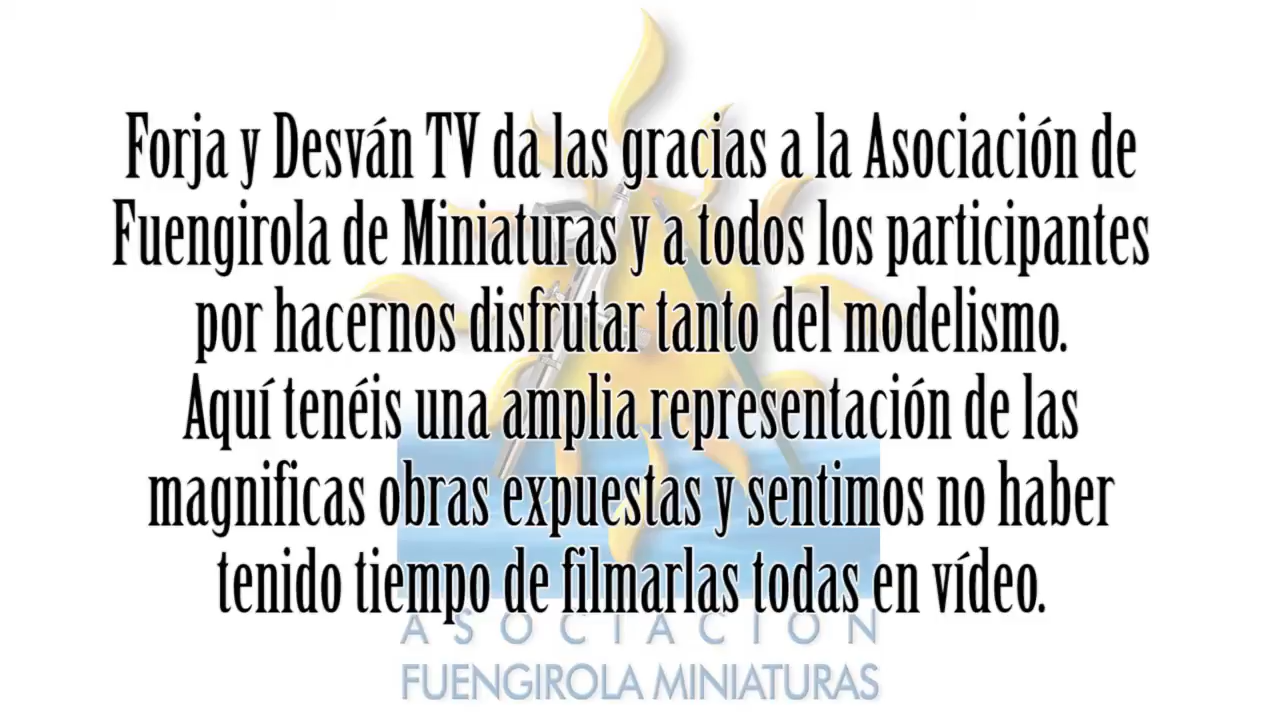 Forja y Desván TV da las gracias a la Asociación de
Fuengirola de Miniaturas y a todos los participantes
por hacernos disfrutar tanto del modelismo.
Aquí tenéis una amplia representación de las
magnificas obras expuestas y sentimos no haber
tenido tiempo de filmarlas todas en vídeo.
ASOCIACION
FUENGIROLA MINIATURAS